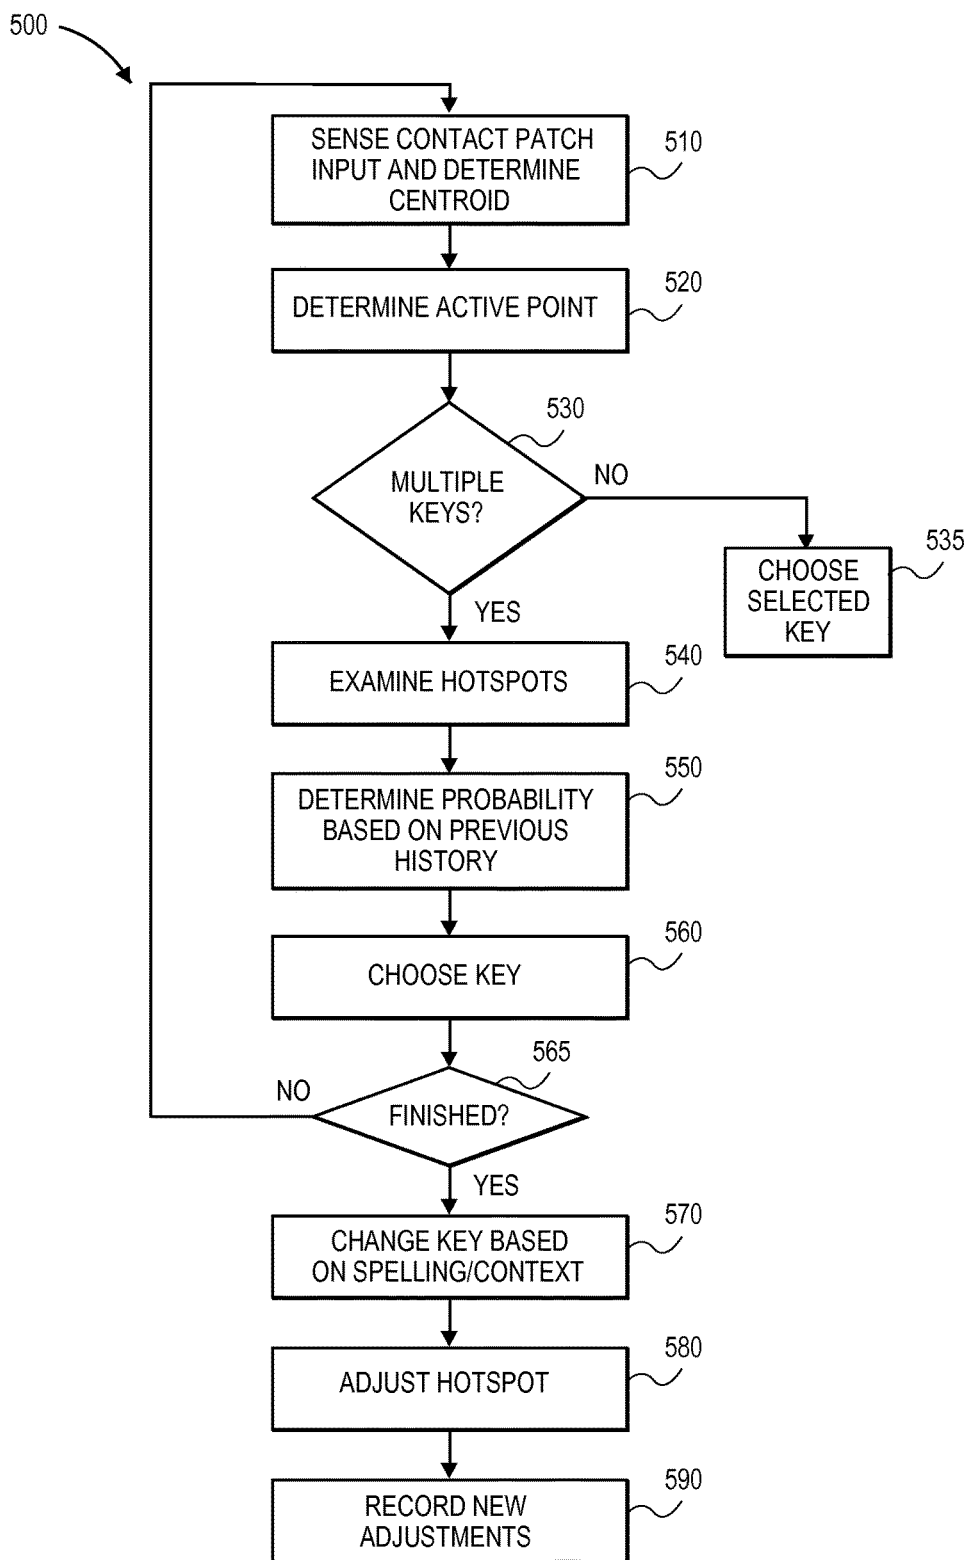 500
SENSE CONTACT PATCH
INPUT AND DETERMINE
CENTROID
510
DETERMINE ACTIVE POINT
520
MULTIPLE
KEYS?
530
NO
CHOOSE
SELECTED
KEY
535
YES
EXAMINE HOTSPOTS
540
DETERMINE PROBABILITY
BASED ON PREVIOUS
HISTORY
550
CHOOSE KEY
560
FINISHED?
565
NO
YES
CHANGE KEY BASED
ON SPELLING/CONTEXT
570
ADJUST HOTSPOT
580
RECORD NEW
ADJUSTMENTS
590